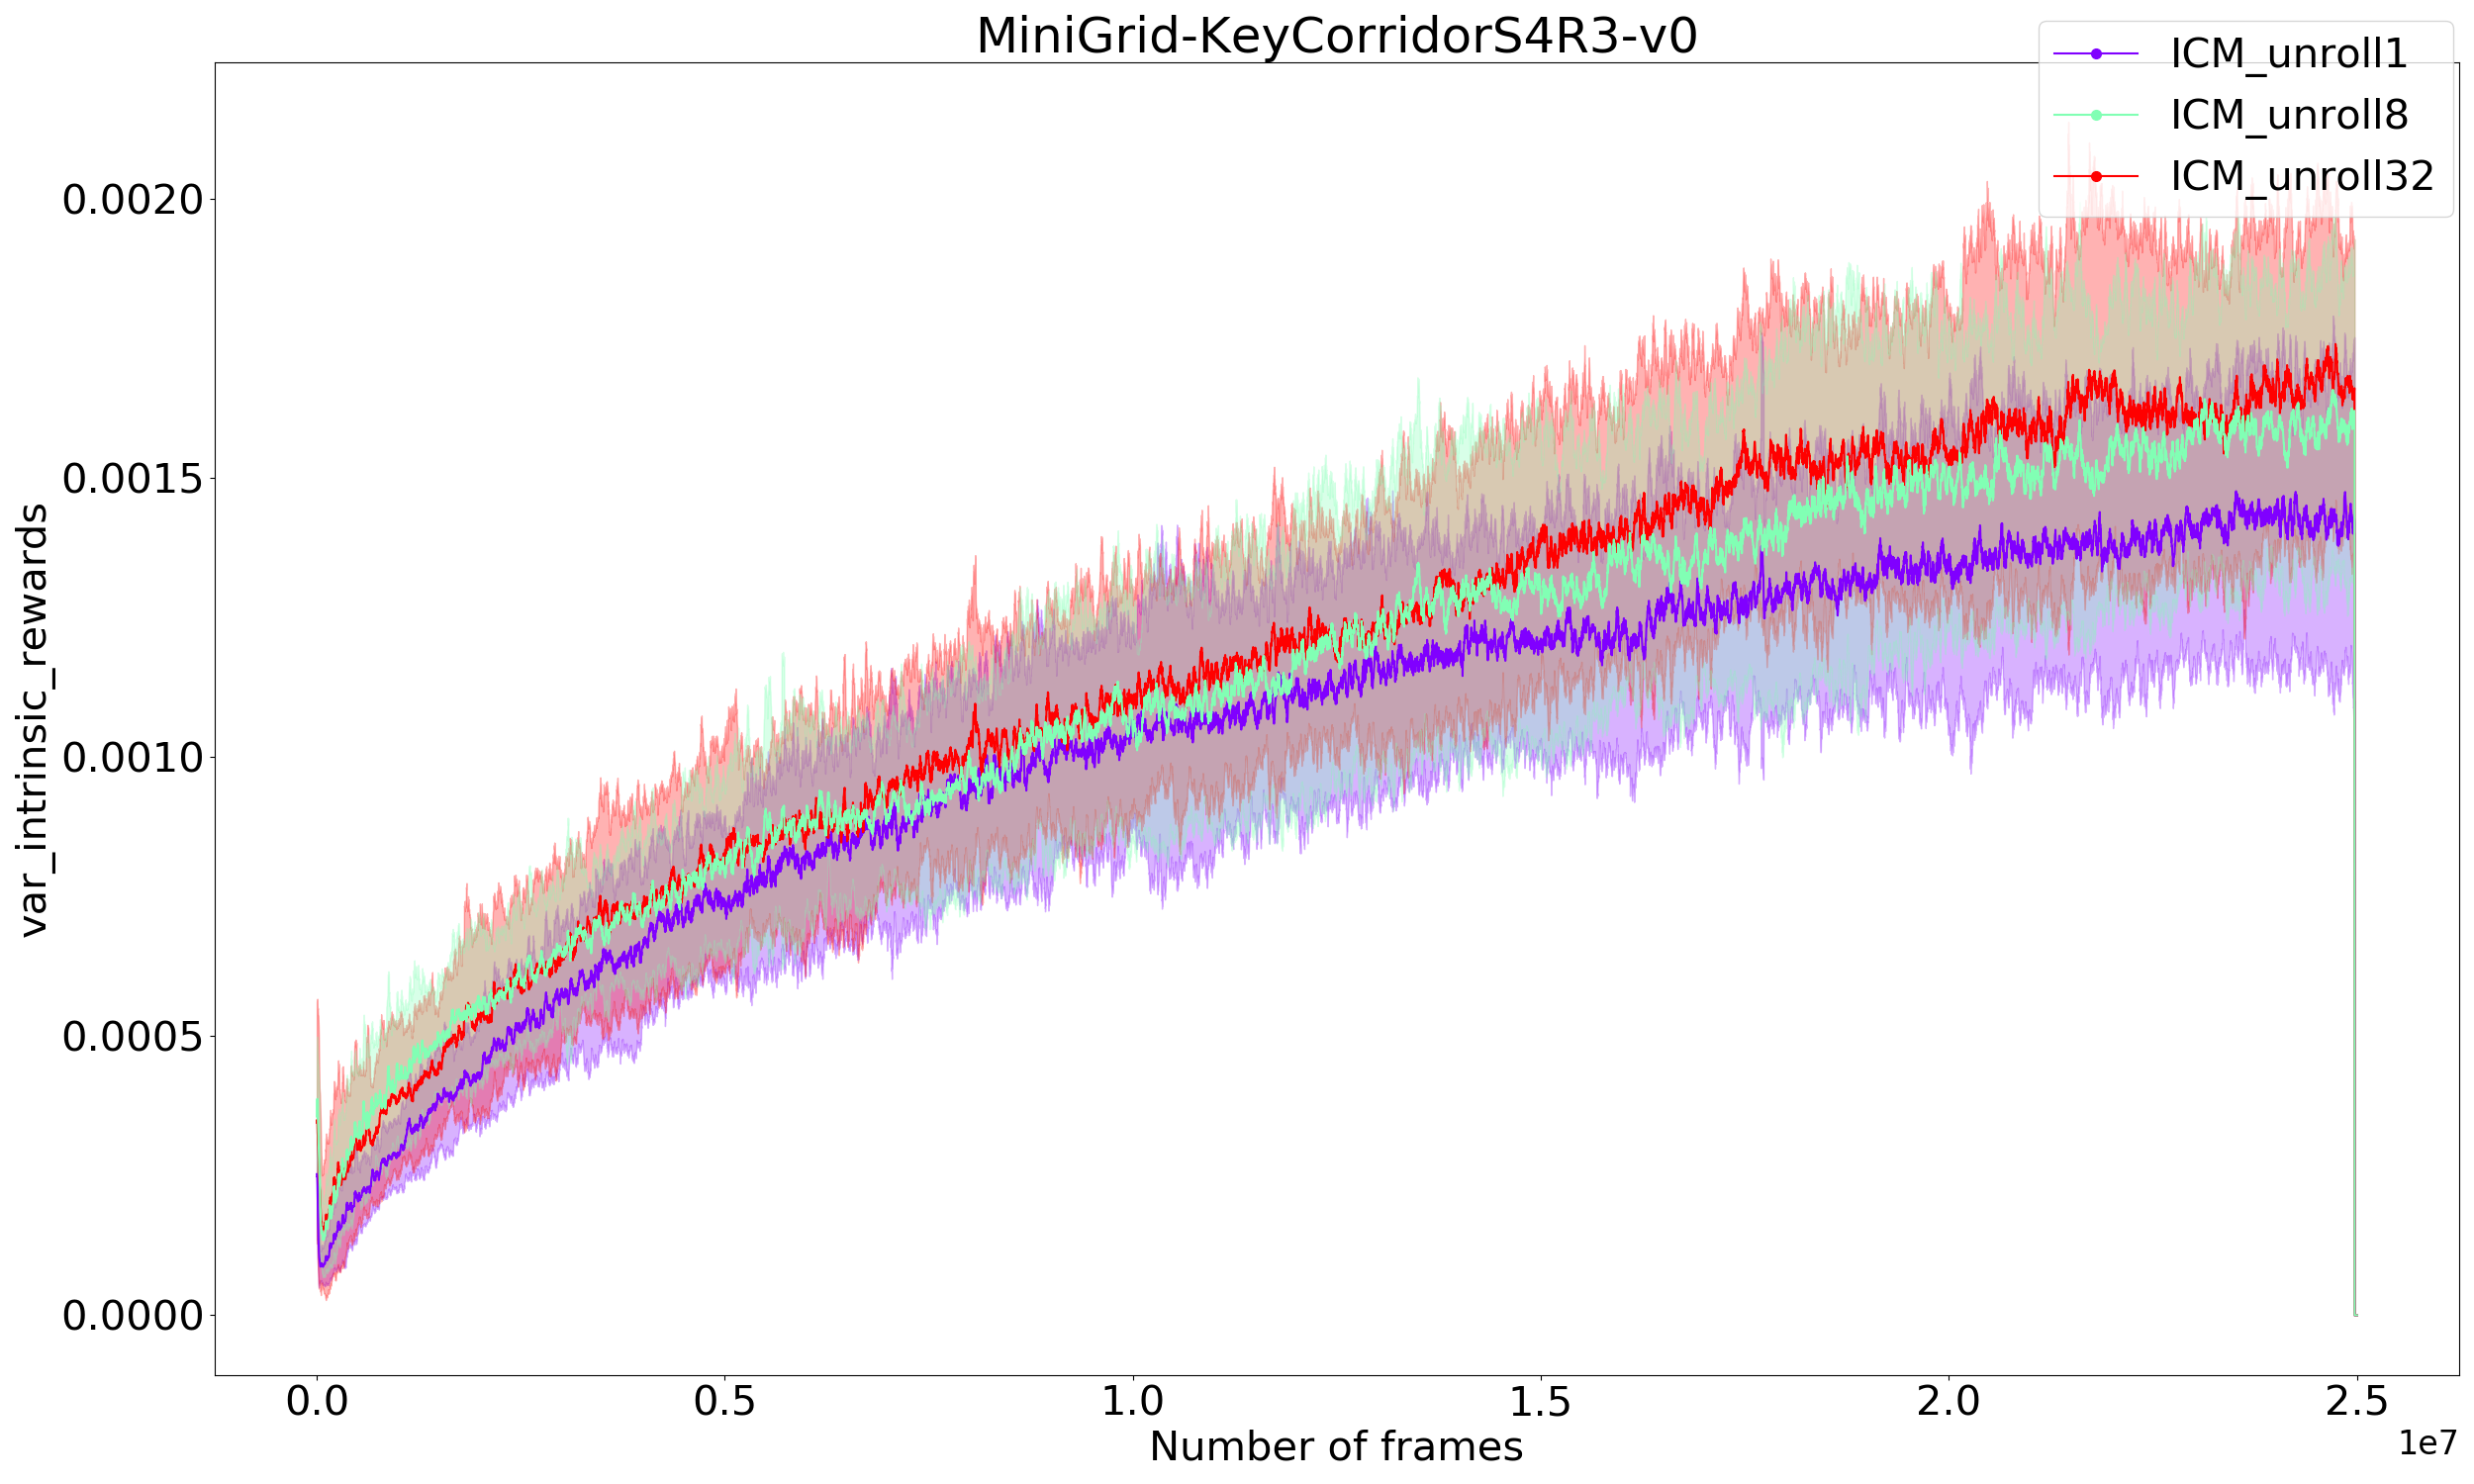 MiniGrid-KeyCorridorS4R3-v0
ICM_unroll1
ICM_unroll8
ICM_unroll32
var_intrinsic_rewards
0.0020
0.0015
0.0010
0.0005
0.0000
0.0 0.5 1.0 1.5 2.0 2.5
1e7
Number of frames